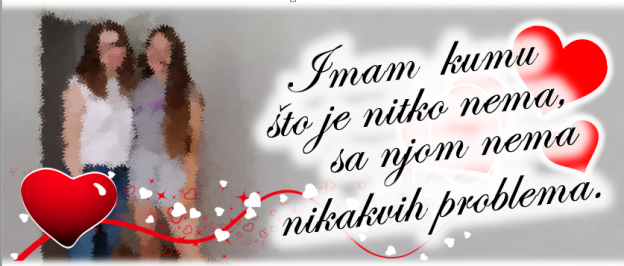 Imam kumu
što je nitko nema,
sa njom nema
nikakvih problema.